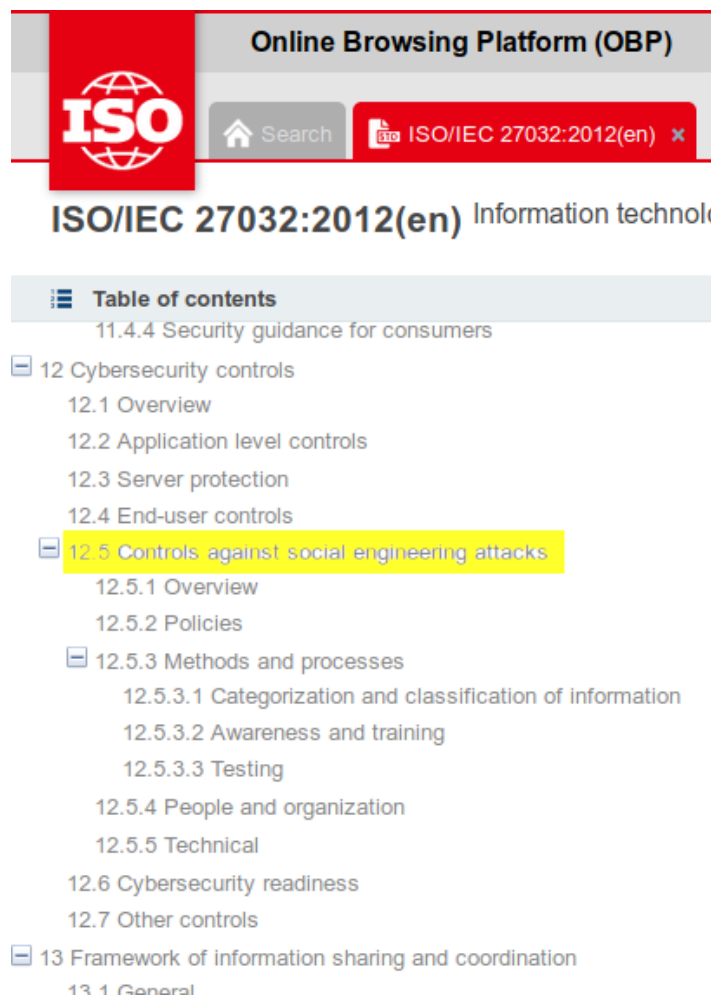 Online Browsing Platform (OBP)
ISO
Search
STD ISO/IEC 27032:2012(en) ×
ISO/IEC 27032:2012(en) Information technol
Table of contents
11.4.4 Security guidance for consumers
12 Cybersecurity controls
12.1 Overview
12.2 Application level controls
12.3 Server protection
12.4 End-user controls
12.5 Controls against social engineering attacks
12.5.1 Overview
12.5.2 Policies
12.5.3 Methods and processes
12.5.3.1 Categorization and classification of information
12.5.3.2 Awareness and training
12.5.3.3 Testing
12.5.4 People and organization
12.5.5 Technical
12.6 Cybersecurity readiness
12.7 Other controls
13 Framework of information sharing and coordination
13.1 General